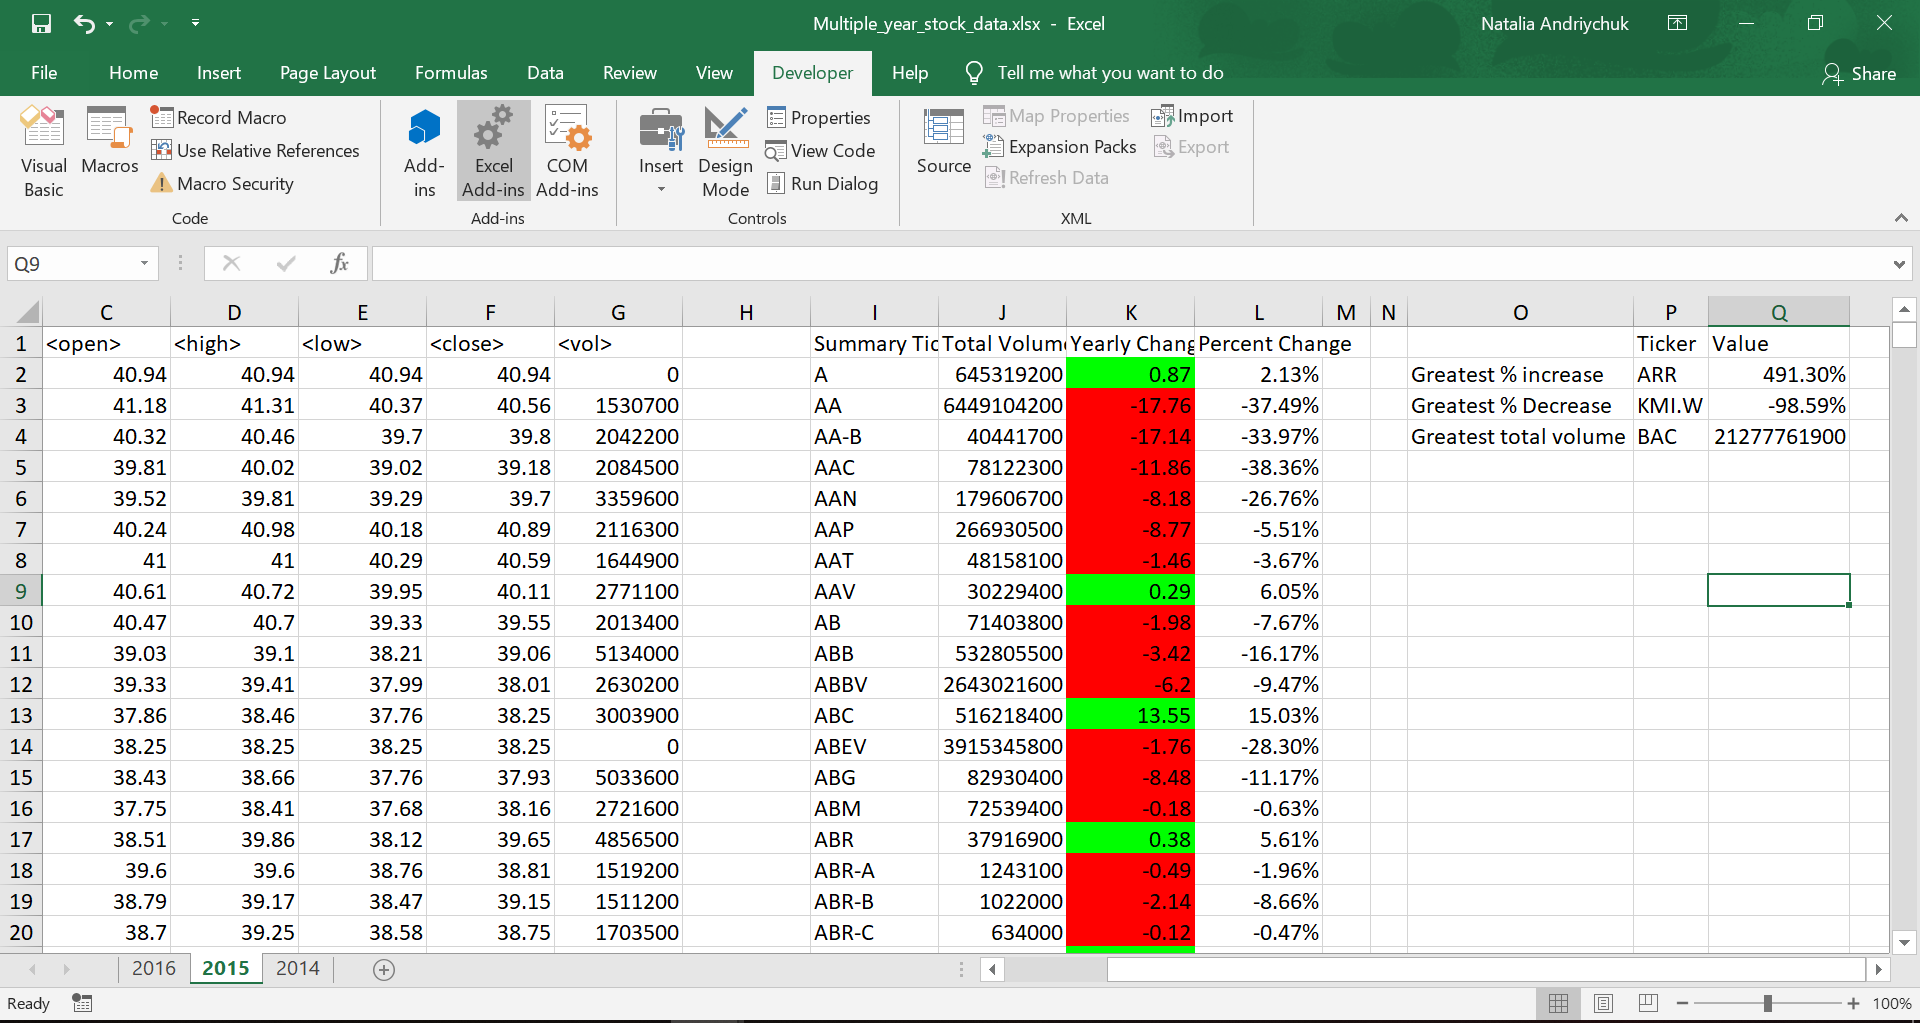 Multiple_year_stock_data.xlsx - Excel
Natalia Andriychuk
File Home Insert Page Layout Formulas Data Review View Developer Help Tell me what you want to do Share
Visual Basic
Macros
Record Macro
Use Relative References
Macro Security
Code
Add-ins
Excel Add-ins
COM Add-ins
Add-ins
Insert
Design Mode
Properties
View Code
Run Dialog
Controls
Source
Map Properties
Expansion Packs
Refresh Data
Import
Export
XML
Q9
fx
C D E F G H I J K L M N O P Q
1 <open> <high> <low> <close> <vol> Summary Tic Total Volum Yearly Chang Percent Change Ticker Value
2 40.94 40.94 40.94 40.94 0 A 645319200 0.87 2.13% Greatest % increase ARR 491.30%
3 41.18 41.31 40.37 40.56 1530700 AA 6449104200 -17.76 -37.49% Greatest % Decrease KMI.W -98.59%
4 40.32 40.46 39.7 39.8 2042200 AA-B 40441700 -17.14 -33.97% Greatest total volume BAC 21277761900
5 39.81 40.02 39.02 39.18 2084500 AAC 78122300 -11.86 -38.36%
6 39.52 39.81 39.29 39.7 3359600 AAN 179606700 -8.18 -26.76%
7 40.24 40.98 40.18 40.89 2116300 AAP 266930500 -8.77 -5.51%
8 41 41 40.29 40.59 1644900 AAT 48158100 -1.46 -3.67%
9 40.61 40.72 39.95 40.11 2771100 AAV 30229400 0.29 6.05%
10 40.47 40.7 39.33 39.55 2013400 AB 71403800 -1.98 -7.67%
11 39.03 39.1 38.21 39.06 5134000 ABB 532805500 -3.42 -16.17%
12 39.33 39.41 37.99 38.01 2630200 ABBV 2643021600 -6.2 -9.47%
13 37.86 38.46 37.76 38.25 3003900 ABC 516218400 13.55 15.03%
14 38.25 38.25 38.25 38.25 0 ABEV 3915345800 -1.76 -28.30%
15 38.43 38.66 37.76 37.93 5033600 ABG 82930400 -8.48 -11.17%
16 37.75 38.41 37.68 38.16 2721600 ABM 72539400 -0.18 -0.63%
17 38.51 39.86 38.12 39.65 4856500 ABR 37916900 0.38 5.61%
18 39.6 39.6 38.76 38.81 1519200 ABR-A 1243100 -0.49 -1.96%
19 38.79 39.17 38.47 39.15 1511200 ABR-B 1022000 -2.14 -8.66%
20 38.7 39.25 38.58 38.75 1703500 ABR-C 634000 -0.12 -0.47%
2016 2015 2014
Ready
100%